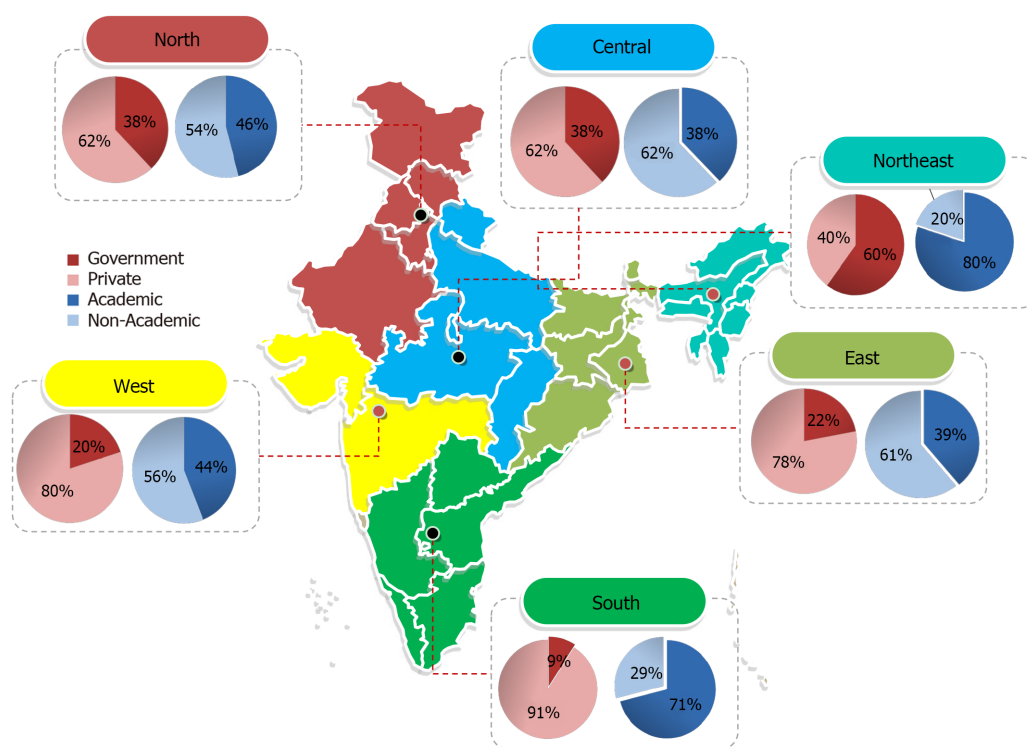 North
38%
62%
46%
54%
Central
38%
62%
38%
62%
Northeast
40%
60%
20%
80%
Government
Private
Academic
Non-Academic
West
20%
80%
44%
56%
East
22%
78%
39%
61%
South
9%
91%
29%
71%